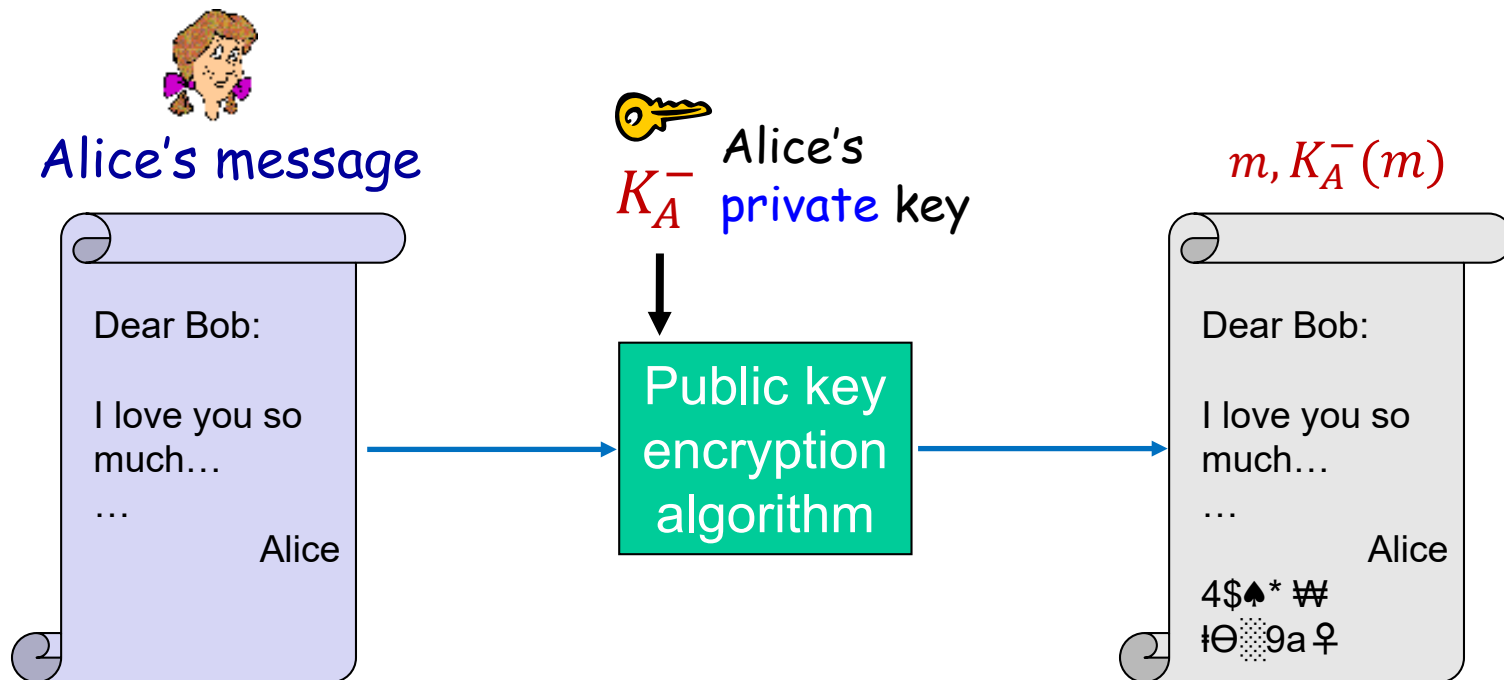 Alice's message
Dear Bob:
I love you so
much…
…
Alice
K_A^-
Alice's
private key
Public key
encryption
algorithm
m, K_A^-(m)
Dear Bob:
I love you so
much…
…
Alice
4$♠* ₩
ƗӨ░9a♀